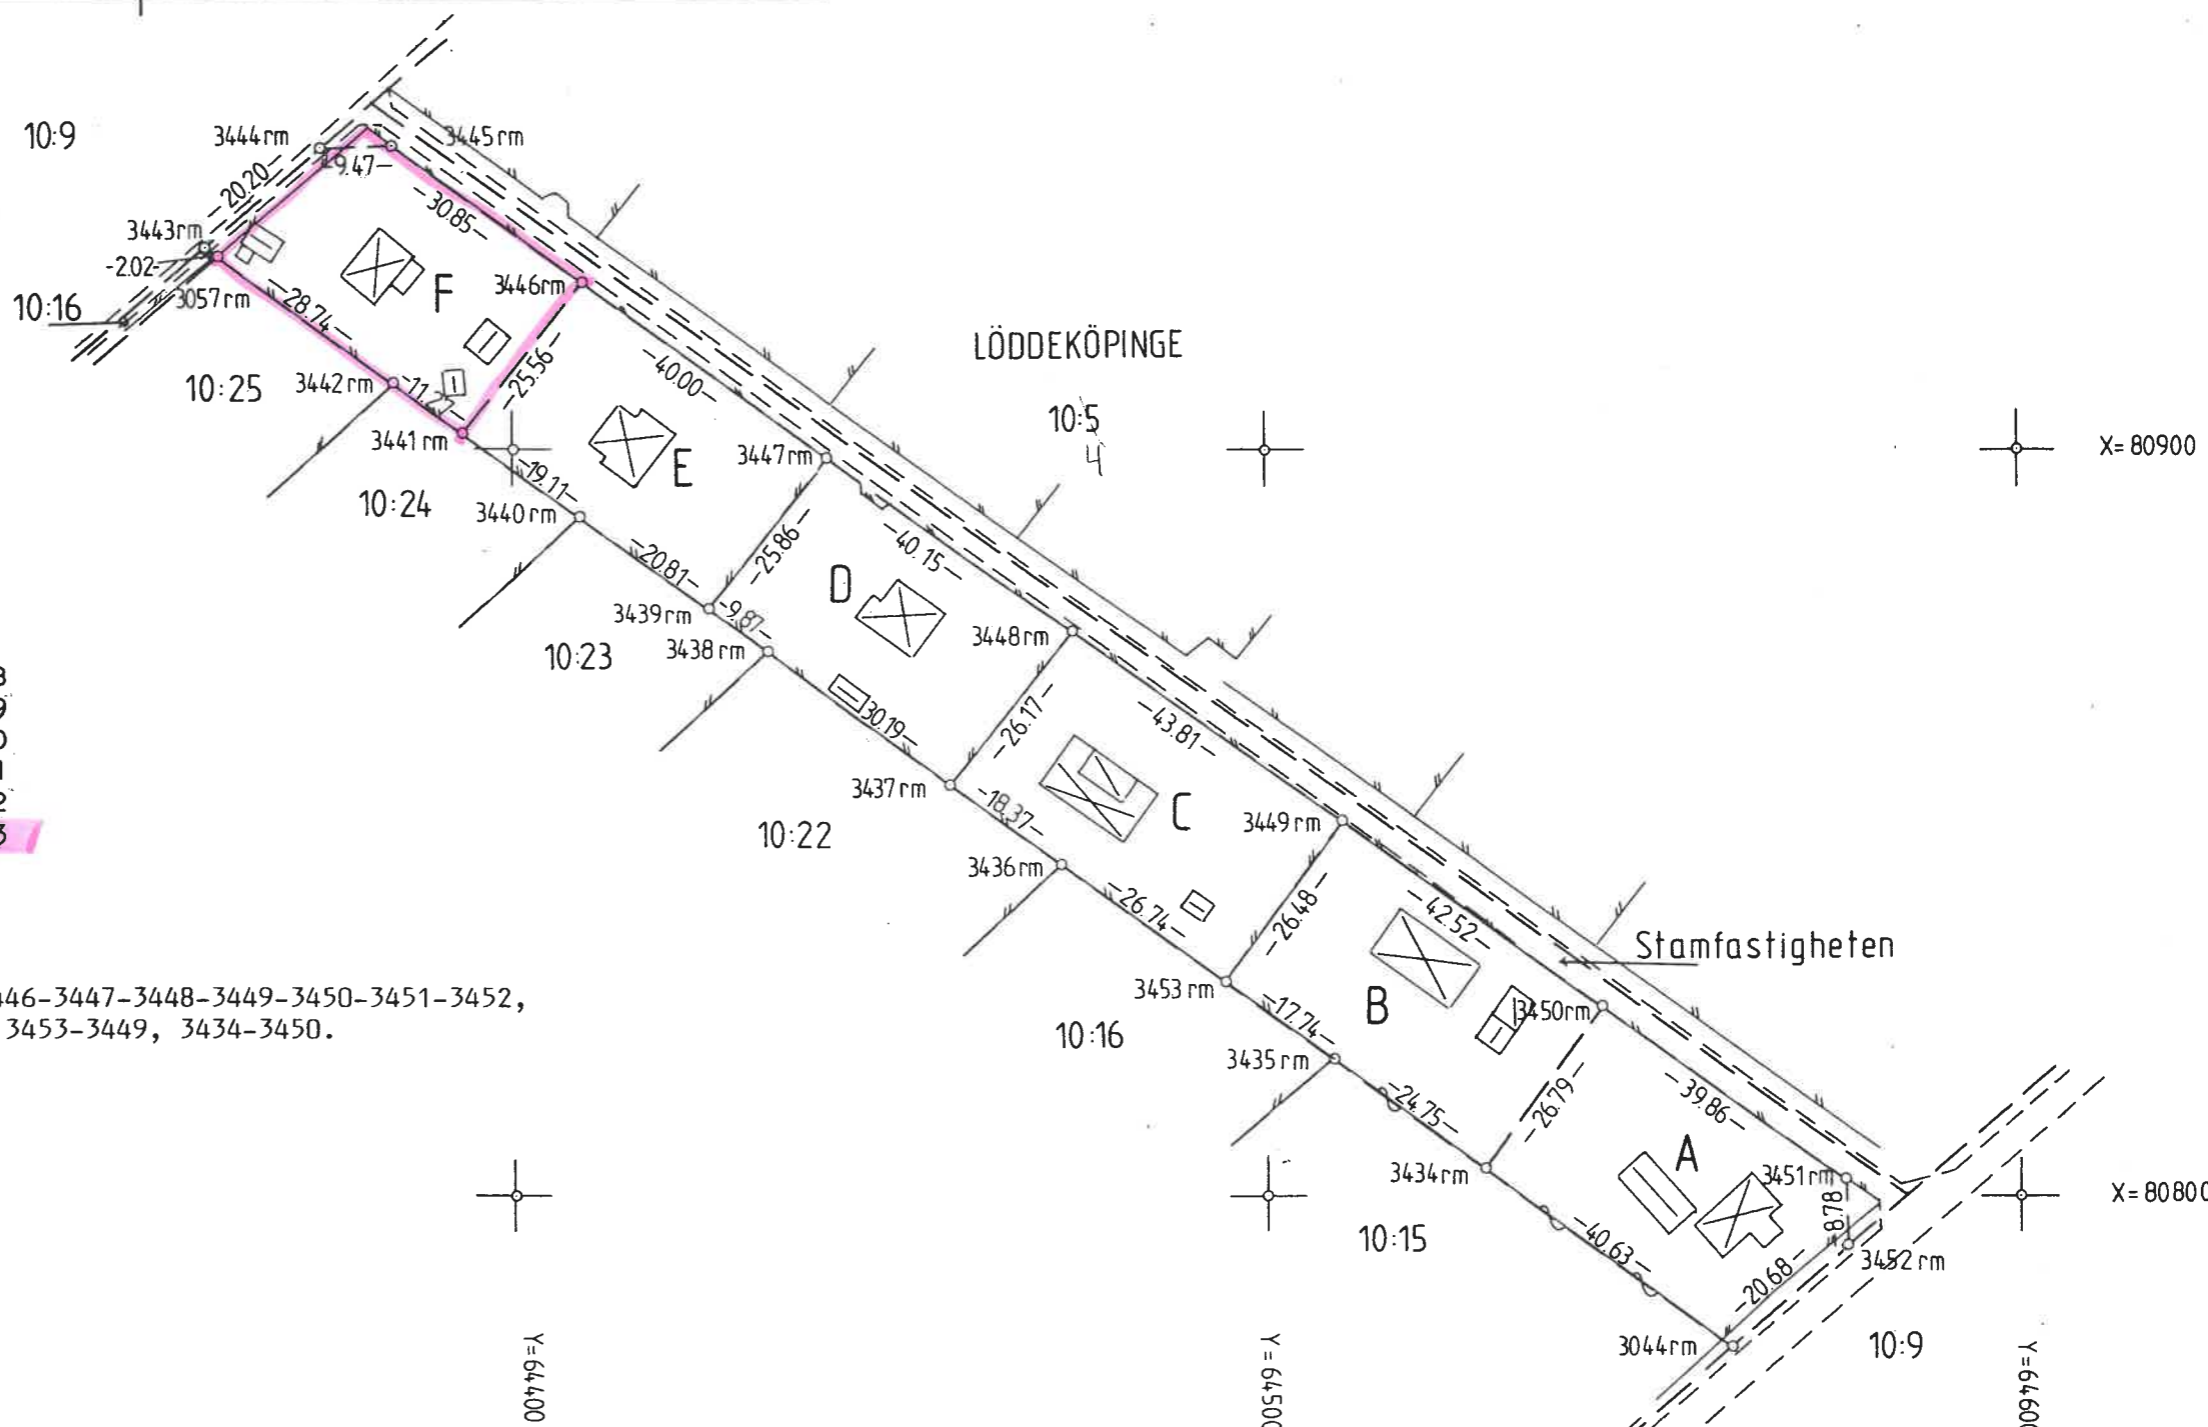 10:9
3444rm
3445rm
-9.47-
-20.20-
-30.85-
3443rm
-2.02-
3057rm
10:16
F
3446rm
-28.74-
10:25
3442rm
-11.27-
-25.56-
-40.00-
LÖDDEKÖPINGE
10:5
4
3441rm
X=80900
E
3447rm
-19.11-
10:24
3440rm
-25.86-
-40.15-
-20.81-
D
3439rm
-9.87-
3438rm
3448rm
10:23
-30.19-
-26.17-
-43.81-
3437rm
-18.37-
C
3449rm
10:22
3436rm
-26.74-
-26.48-
-42.52-
Stamfastigheten
3453rm
-17.74-
B
3450rm
46-3447-3448-3449-3450-3451-3452,
3453-3449, 3434-3450.
10:16
3435rm
-24.75-
-26.79-
-39.86-
A
3434rm
3451rm
-8.78-
X=80800
10:15
-40.63-
-20.68-
3452rm
3044rm
10:9
Y=64400
Y=64500
Y=64600